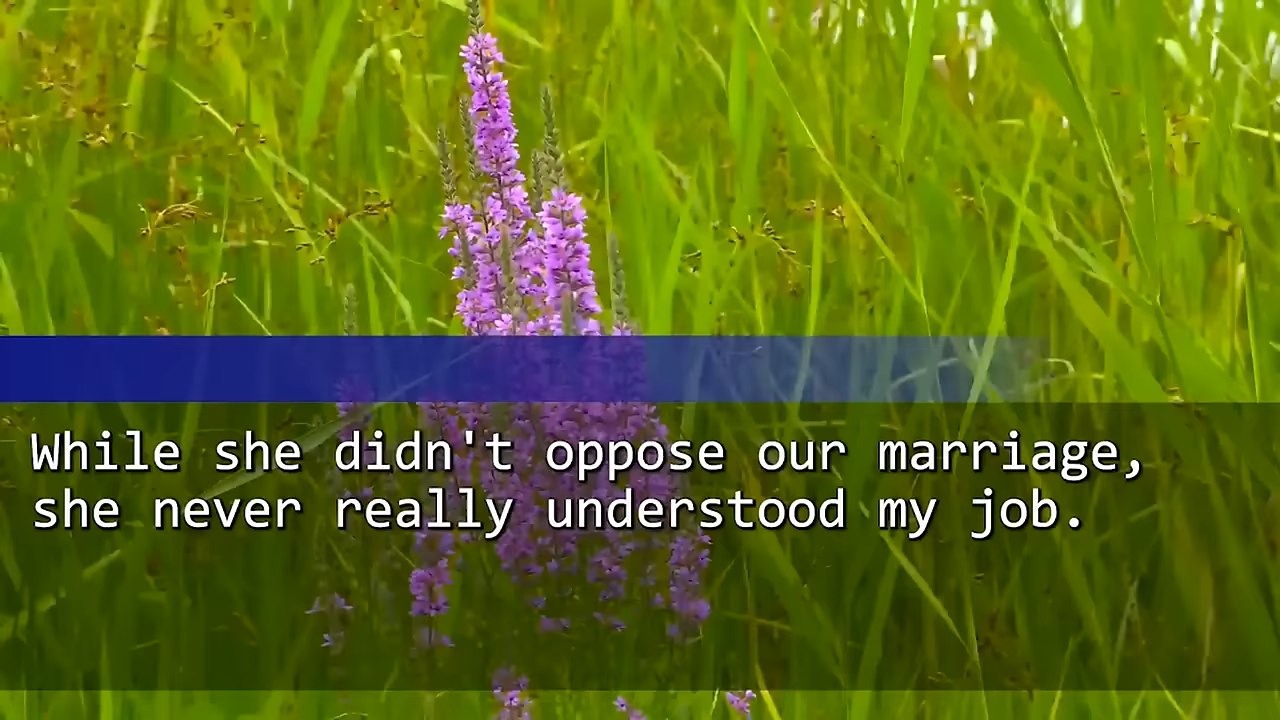 While she didn't oppose our marriage,
she never really understood my job.